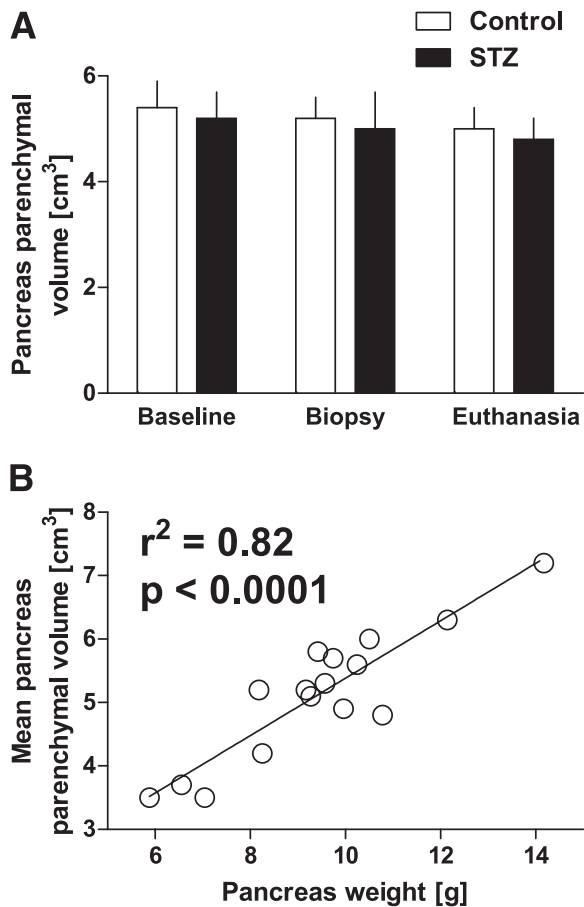 A
Control
STZ
Pancreas parenchymal
volume [cm³]
6
4
2
0
Baseline Biopsy Euthanasia
B
Mean pancreas
parenchymal volume [cm³]
8
7
6
5
4
3
r² = 0.82
p < 0.0001
6 8 10 12 14
Pancreas weight [g]